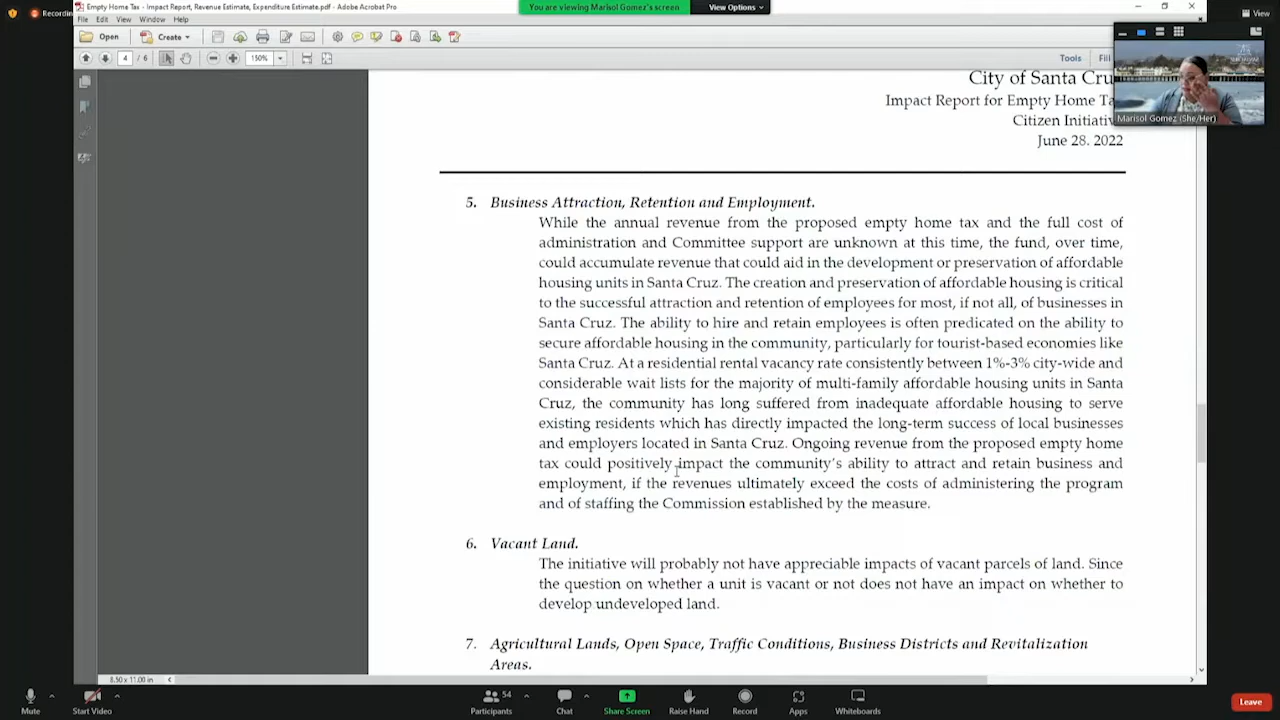 Recordin
Empty Home Tax - Impact Report, Revenue Estimate, Expenditure Estimate.pdf - Adobe Acrobat Pro
You are viewing Marisol Gomez's screen
View Options
View
File Edit View Window Help
Open
Create
4 / 6
150%
Tools
Fill
Marisol Gomez (She/Her)
City of Santa Cru
Impact Report for Empty Home Ta
Citizen Initiativ
June 28. 2022
5. Business Attraction, Retention and Employment.
While the annual revenue from the proposed empty home tax and the full cost of
administration and Committee support are unknown at this time, the fund, over time,
could accumulate revenue that could aid in the development or preservation of affordable
housing units in Santa Cruz. The creation and preservation of affordable housing is critical
to the successful attraction and retention of employees for most, if not all, of businesses in
Santa Cruz. The ability to hire and retain employees is often predicated on the ability to
secure affordable housing in the community, particularly for tourist-based economies like
Santa Cruz. At a residential rental vacancy rate consistently between 1%-3% city-wide and
considerable wait lists for the majority of multi-family affordable housing units in Santa
Cruz, the community has long suffered from inadequate affordable housing to serve
existing residents which has directly impacted the long-term success of local businesses
and employers located in Santa Cruz. Ongoing revenue from the proposed empty home
tax could positively impact the community's ability to attract and retain business and
employment, if the revenues ultimately exceed the costs of administering the program
and of staffing the Commission established by the measure.
6. Vacant Land.
The initiative will probably not have appreciable impacts of vacant parcels of land. Since
the question on whether a unit is vacant or not does not have an impact on whether to
develop undeveloped land.
7. Agricultural Lands, Open Space, Traffic Conditions, Business Districts and Revitalization
Areas.
8.50 x 11.00 in
Mute
Start Video
54
Participants
Chat
Share Screen
Raise Hand
Record
Apps
Whiteboards
Leave